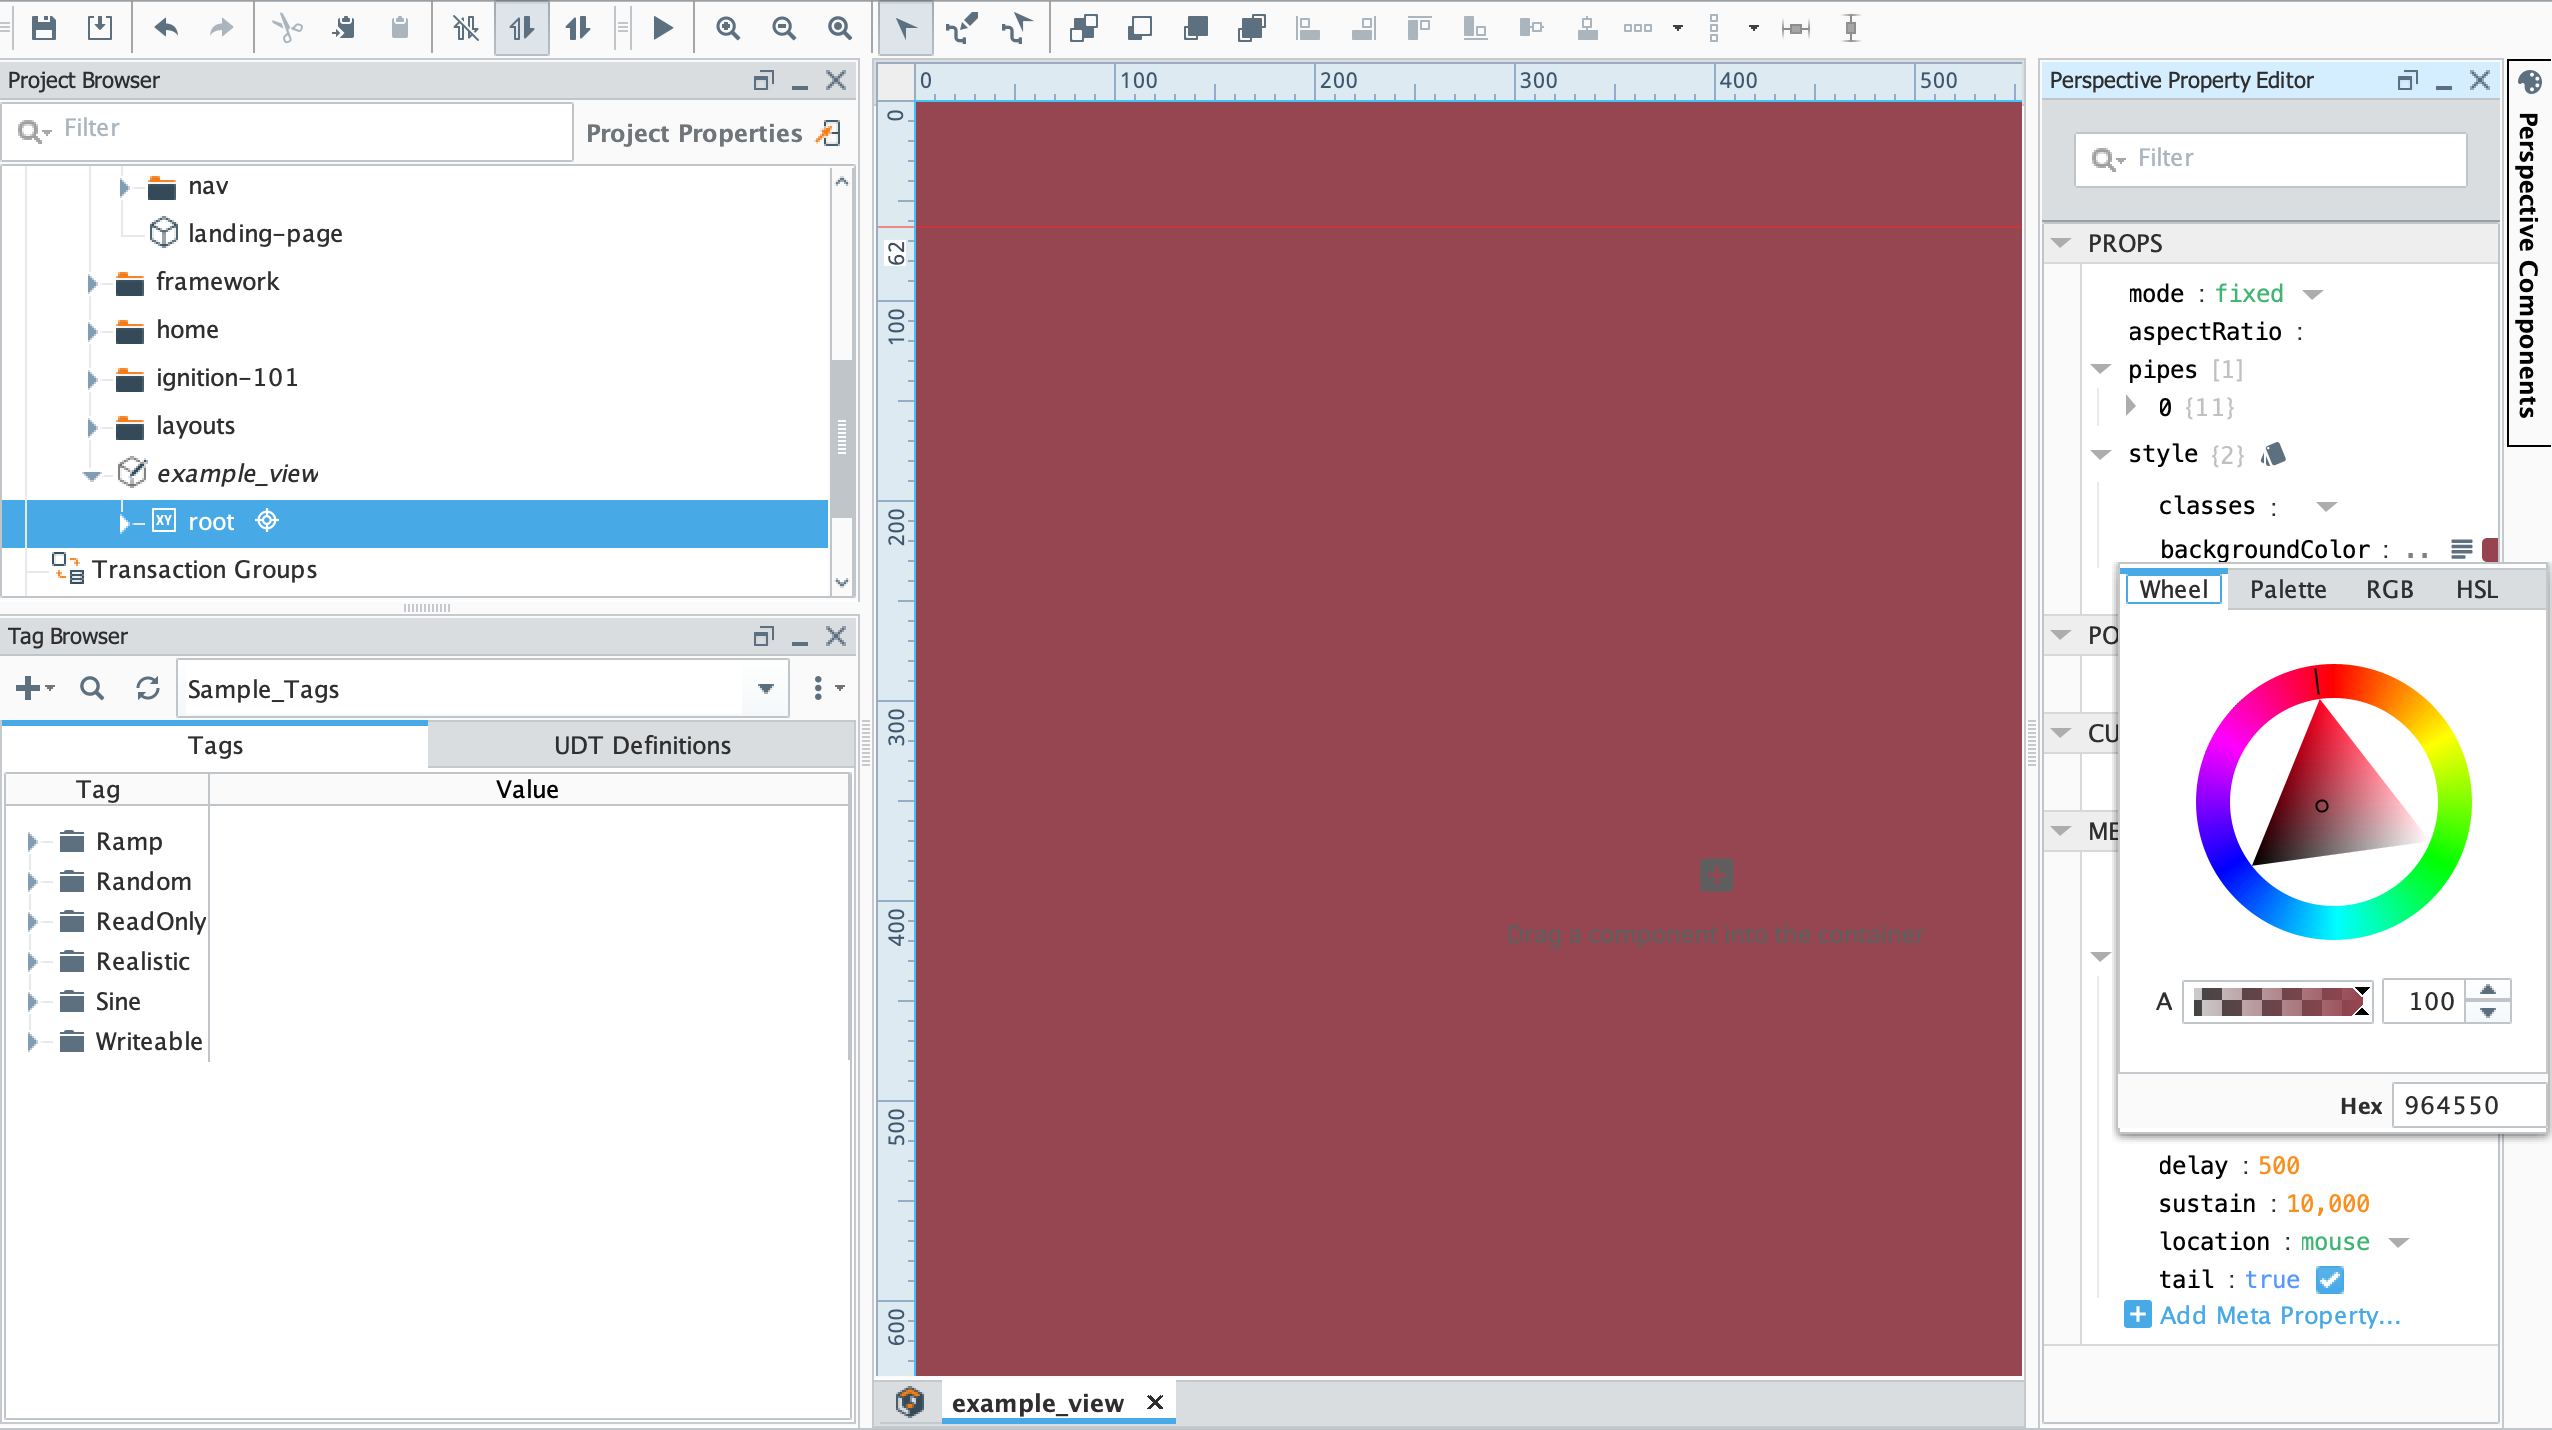 Project Browser
Filter
Project Properties
nav
landing-page
framework
home
ignition-101
layouts
example_view
XY root
Transaction Groups
Tag Browser
Sample_Tags
Tags UDT Definitions
Tag Value
Ramp
Random
ReadOnly
Realistic
Sine
Writeable
0 100 200 300 400 500
0
62
100
200
300
400
500
600
Drag a component into the container
example_view
Perspective Property Editor
Filter
PROPS
mode : fixed
aspectRatio :
pipes [1]
0 {11}
style {2}
classes :
backgroundColor : ..
Wheel Palette RGB HSL
PO
CU
ME
A 100
Hex 964550
delay : 500
sustain : 10,000
location : mouse
tail : true
Add Meta Property...
Perspective Components